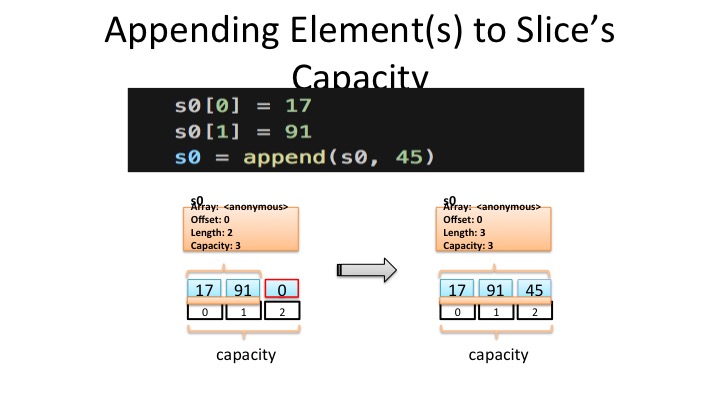 Appending Element(s) to Slice’s
Capacity
s0[0] = 17
s0[1] = 91
s0 = append(s0, 45)
s0
Array: <anonymous>
Offset: 0
Length: 2
Capacity: 3
17 91 0
0 1 2
capacity
s0
Array: <anonymous>
Offset: 0
Length: 3
Capacity: 3
17 91 45
0 1 2
capacity